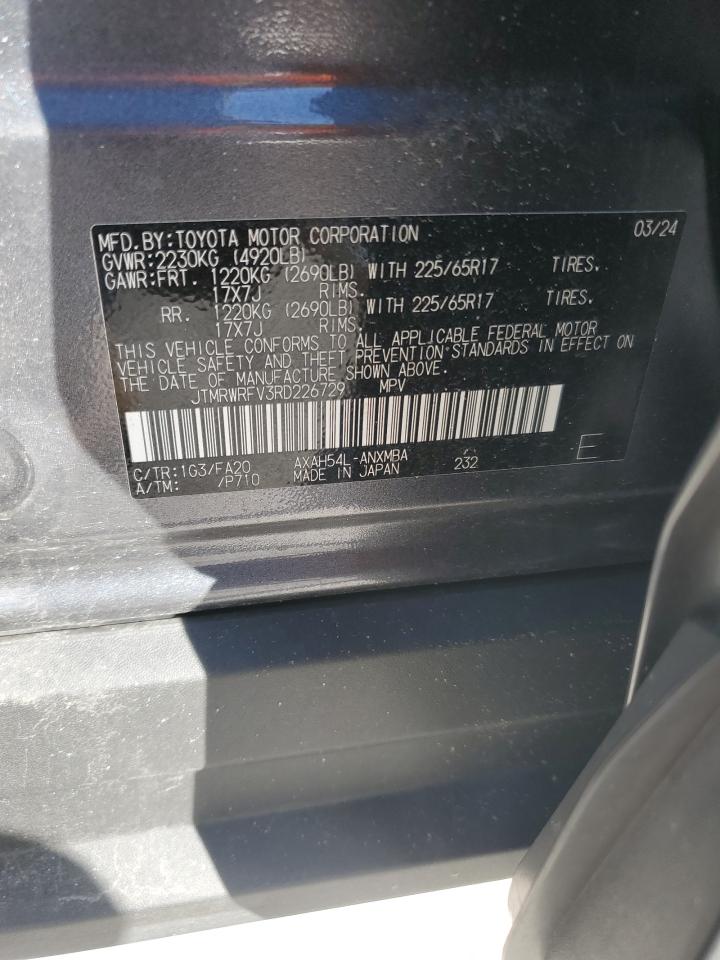 MFD.BY:TOYOTA MOTOR CORPORATION 03/24
GVWR:2230KG (4920LB)
GAWR:FRT. 1220KG (2690LB) WITH 225/65R17 TIRES,
17X7J RIMS.
RR. 1220KG (2690LB) WITH 225/65R17 TIRES,
17X7J RIMS.
THIS VEHICLE CONFORMS TO ALL APPLICABLE FEDERAL MOTOR
VEHICLE SAFETY AND THEFT PREVENTION STANDARDS IN EFFECT ON
THE DATE OF MANUFACTURE SHOWN ABOVE.
JTMRWRFV3RD226729 MPV
C/TR:1G3/FA20 AXAH54L-ANXMBA 232 E
A/TM: /P710 MADE IN JAPAN